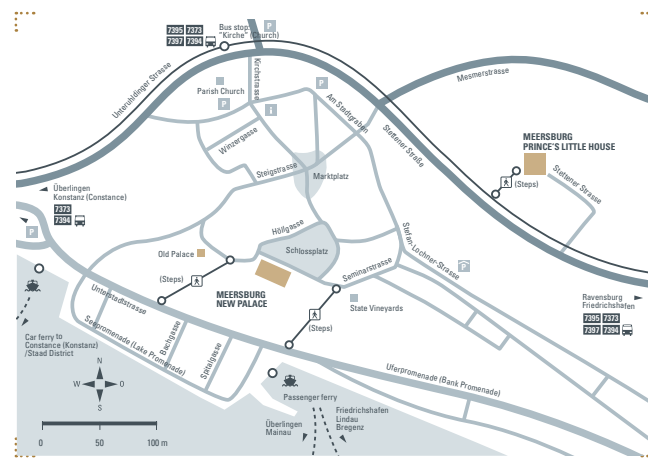 7395 7373
7397 7394
Bus stop:
"Kirche" (Church)
P
Unteruhldinger Strasse
Kirchstrasse
Parish Church
P
P
i
Am Stadtgraben
Mesmerstrasse
Winzergasse
Stettener Straße
Steigstrasse
Marktplatz
MEERSBURG
PRINCE'S LITTLE HOUSE
(Steps)
Stettener Strasse
Überlingen
Konstanz (Constance)
7373
7394
P
Höllgasse
Schlossplatz
Old Palace
(Steps)
MEERSBURG
NEW PALACE
Seminarstrasse
Stefan-Lochner-Strasse
P
State Vineyards
(Steps)
Ravensburg
Friedrichshafen
7395 7373
7397 7394
Unterstadtstrasse
Seepromenade (Lake Promenade)
Bachgasse
Spitalgasse
Car ferry to
Constance (Konstanz)
/Staad District
Uferpromenade (Bank Promenade)
Passenger ferry
Überlingen
Mainau
Friedrichshafen
Lindau
Bregenz
N
W O
S
0 50 100 m